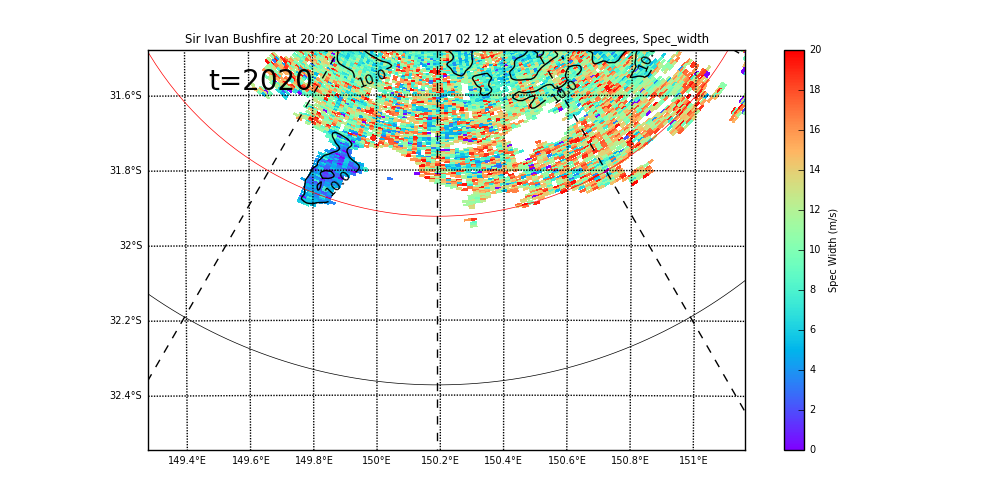 Sir Ivan Bushfire at 20:20 Local Time on 2017 02 12 at elevation 0.5 degrees, Spec_width
t=2020
10.0
10.0
10
10.0
31.6°S
31.8°S
32°S
32.2°S
32.4°S
149.4°E 149.6°E 149.8°E 150°E 150.2°E 150.4°E 150.6°E 150.8°E 151°E
20
18
16
14
12
10
8
6
4
2
0
Spec Width (m/s)